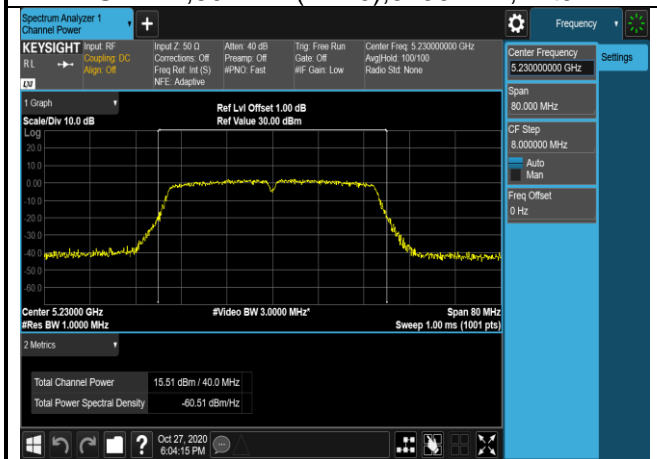 Spectrum Analyzer 1
Channel Power
Frequency
KEYSIGHT
RL
LXI
Input: RF
Coupling: DC
Align: Off
Input Z: 50 Ω
Corrections: Off
Freq Ref: Int (S)
NFE: Adaptive
Atten: 40 dB
Preamp: Off
#PNO: Fast
Trig: Free Run
Gate: Off
#IF Gain: Low
Center Freq: 5.230000000 GHz
Avg|Hold: 100/100
Radio Std: None
Center Frequency
5.230000000 GHz
Settings
Span
80.000 MHz
CF Step
8.000000 MHz
Auto
Man
Freq Offset
0 Hz
1 Graph
Scale/Div 10.0 dB
Ref Lvl Offset 1.00 dB
Ref Value 30.00 dBm
Log
20.0
10.0
0.00
-10.0
-20.0
-30.0
-40.0
-50.0
-60.0
Center 5.23000 GHz
#Video BW 3.0000 MHz*
Span 80 MHz
#Res BW 1.0000 MHz
Sweep 1.00 ms (1001 pts)
2 Metrics
Total Channel Power 15.51 dBm / 40.0 MHz
Total Power Spectral Density -60.51 dBm/Hz
?
Oct 27, 2020
6:04:15 PM